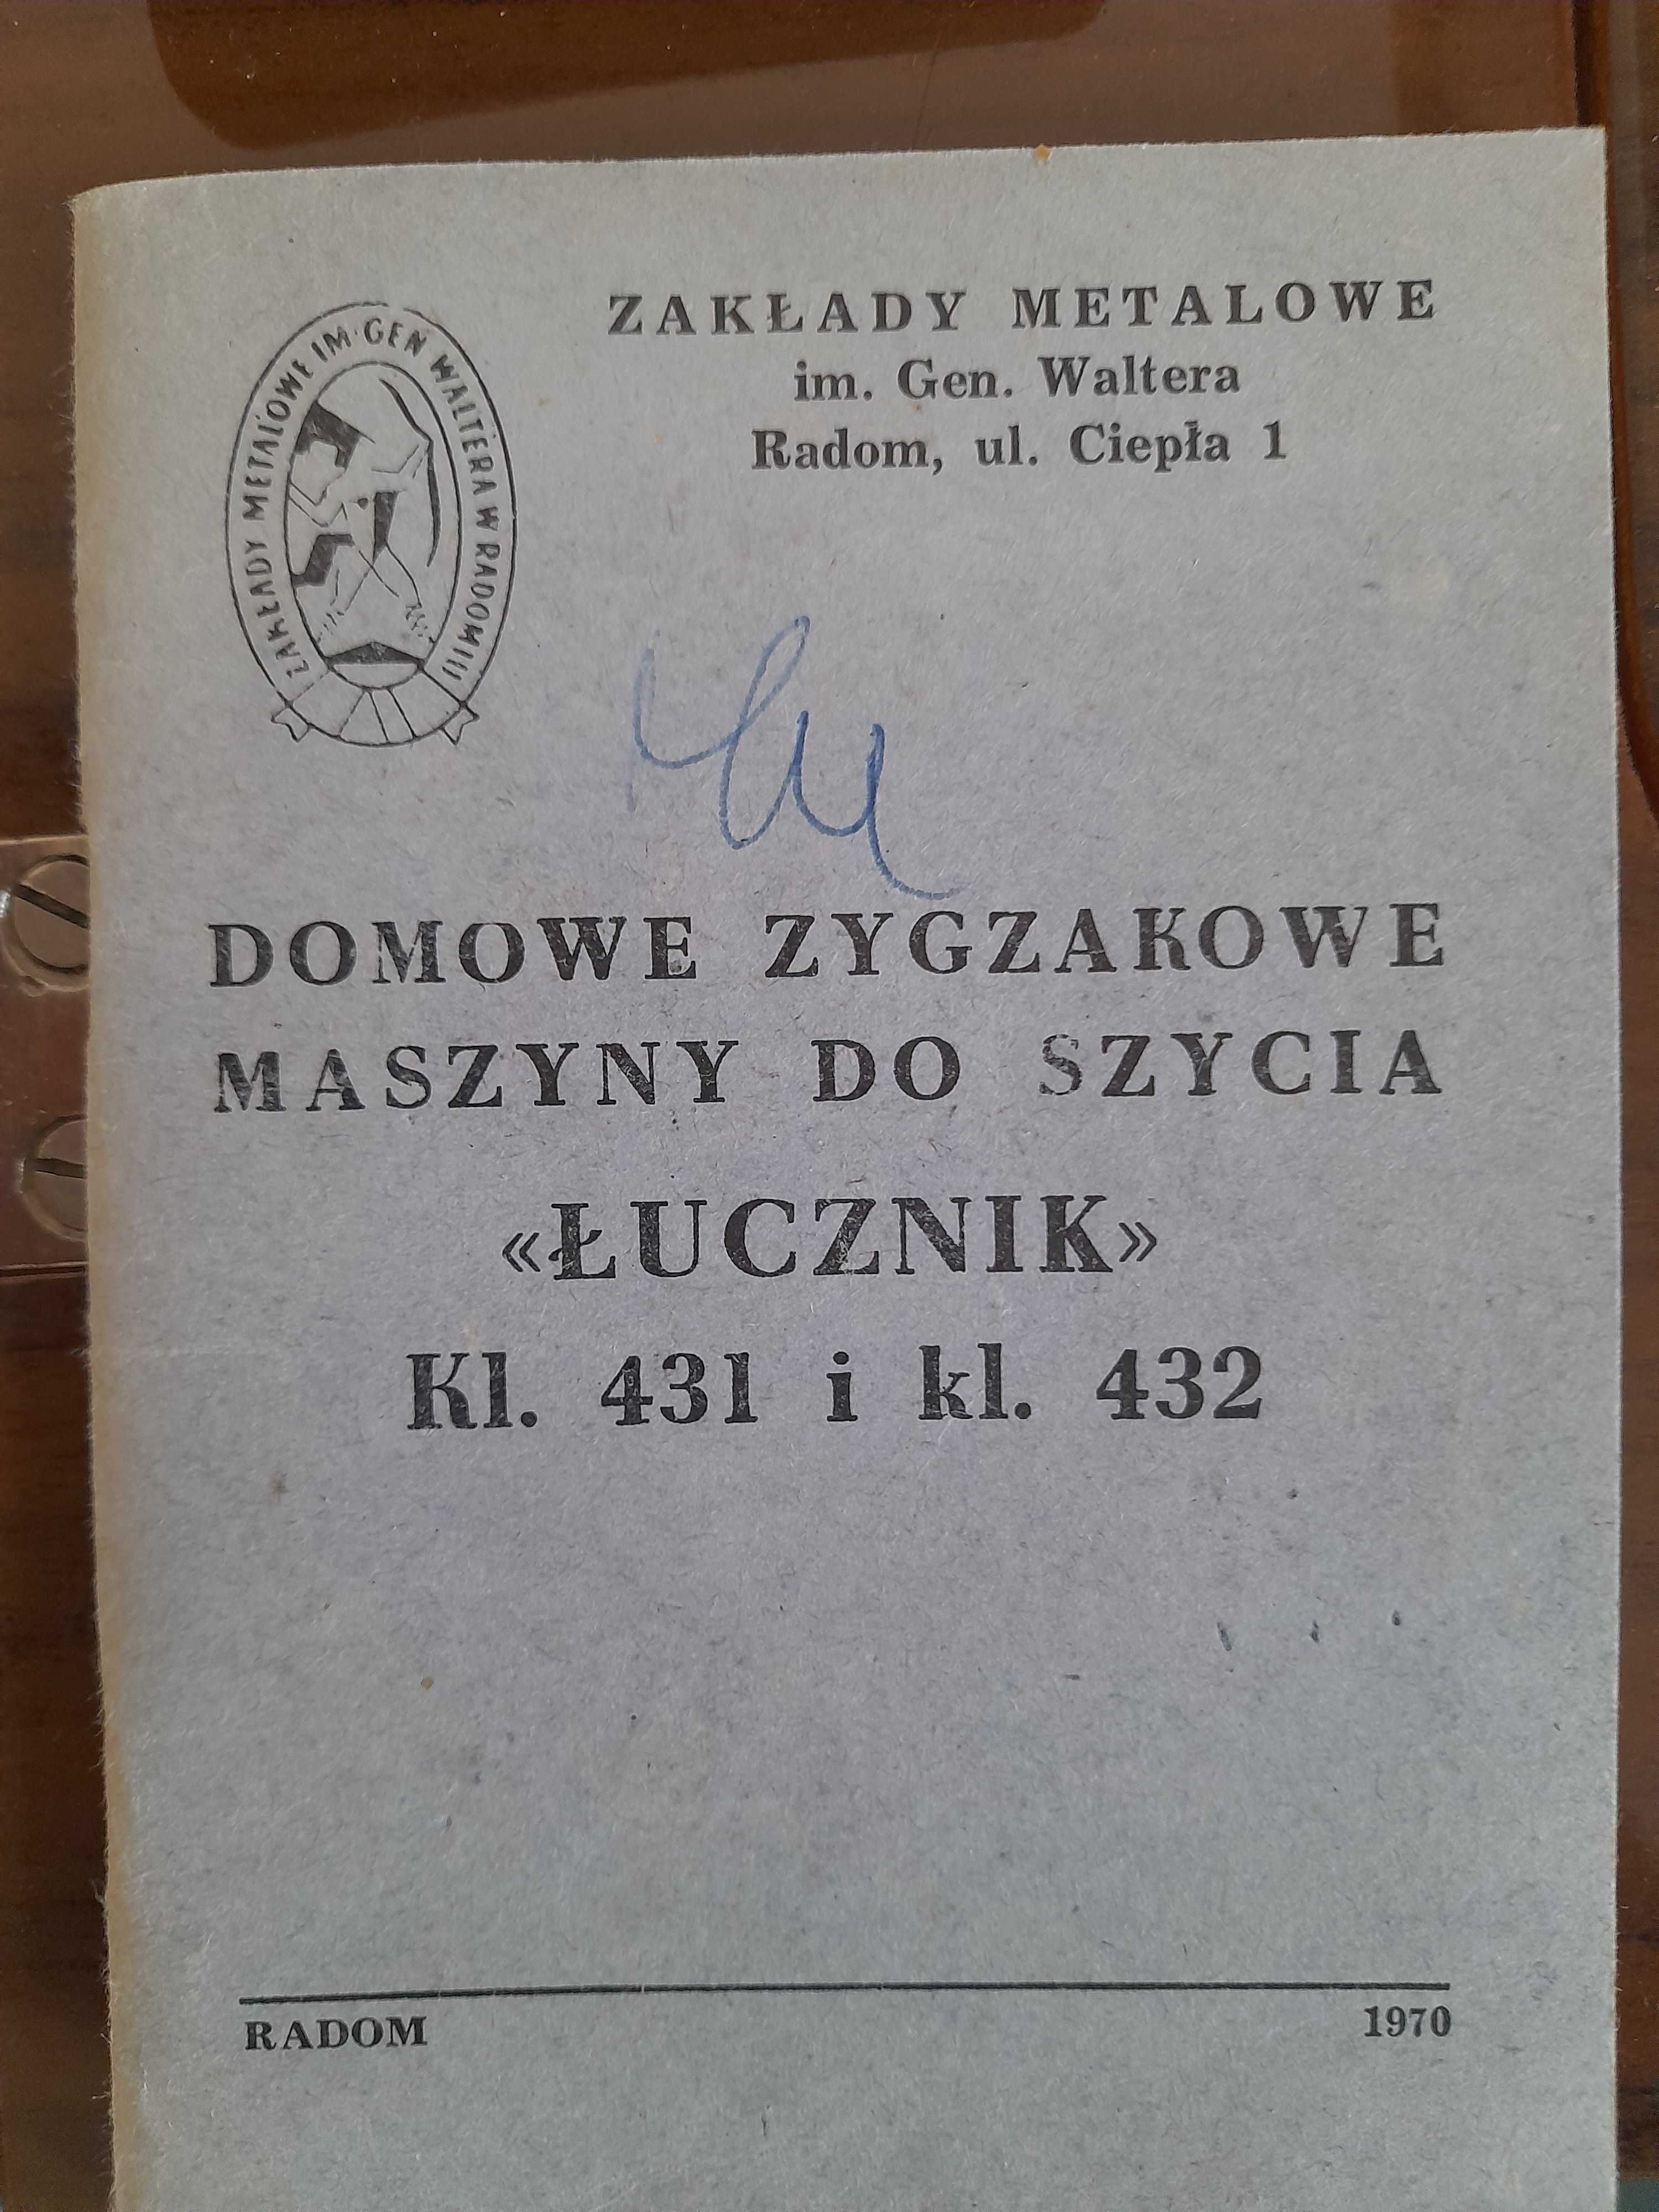 ZAKŁADY METALOWE IM·GEN WALTERA W RADOMIU
ZAKŁADY METALOWE
im. Gen. Waltera
Radom, ul. Ciepła 1
DOMOWE ZYGZAKOWE
MASZYNY DO SZYCIA
«ŁUCZNIK»
Kl. 431 i kl. 432
RADOM 1970